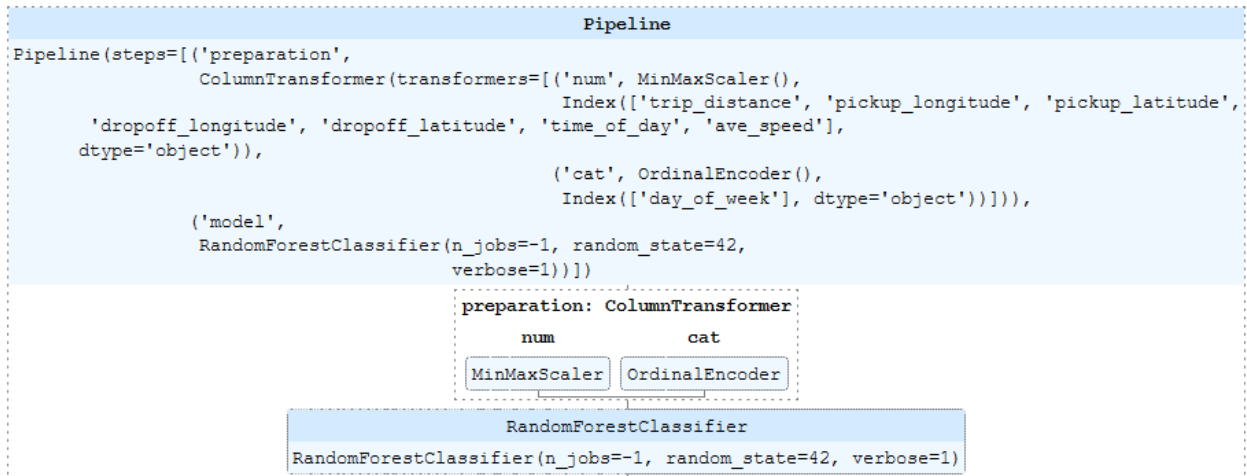 Pipeline
Pipeline(steps=[('preparation',
ColumnTransformer(transformers=[('num', MinMaxScaler(),
Index(['trip_distance', 'pickup_longitude', 'pickup_latitude',
'dropoff_longitude', 'dropoff_latitude', 'time_of_day', 'ave_speed'],
dtype='object')),
('cat', OrdinalEncoder(),
Index(['day_of_week'], dtype='object'))])),
('model',
RandomForestClassifier(n_jobs=-1, random_state=42,
verbose=1))])
preparation: ColumnTransformer
num cat
MinMaxScaler OrdinalEncoder
RandomForestClassifier
RandomForestClassifier(n_jobs=-1, random_state=42, verbose=1)